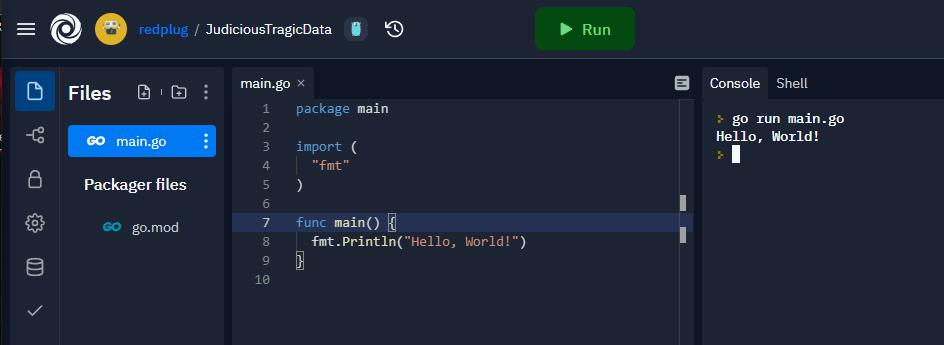 redplug / JudiciousTragicData
Run
Files
GO main.go
Packager files
GO go.mod
main.go ×
1 package main
2
3 import (
4 "fmt"
5 )
6
7 func main() {
8 fmt.Println("Hello, World!")
9 }
10
Console Shell
> go run main.go
Hello, World!
>